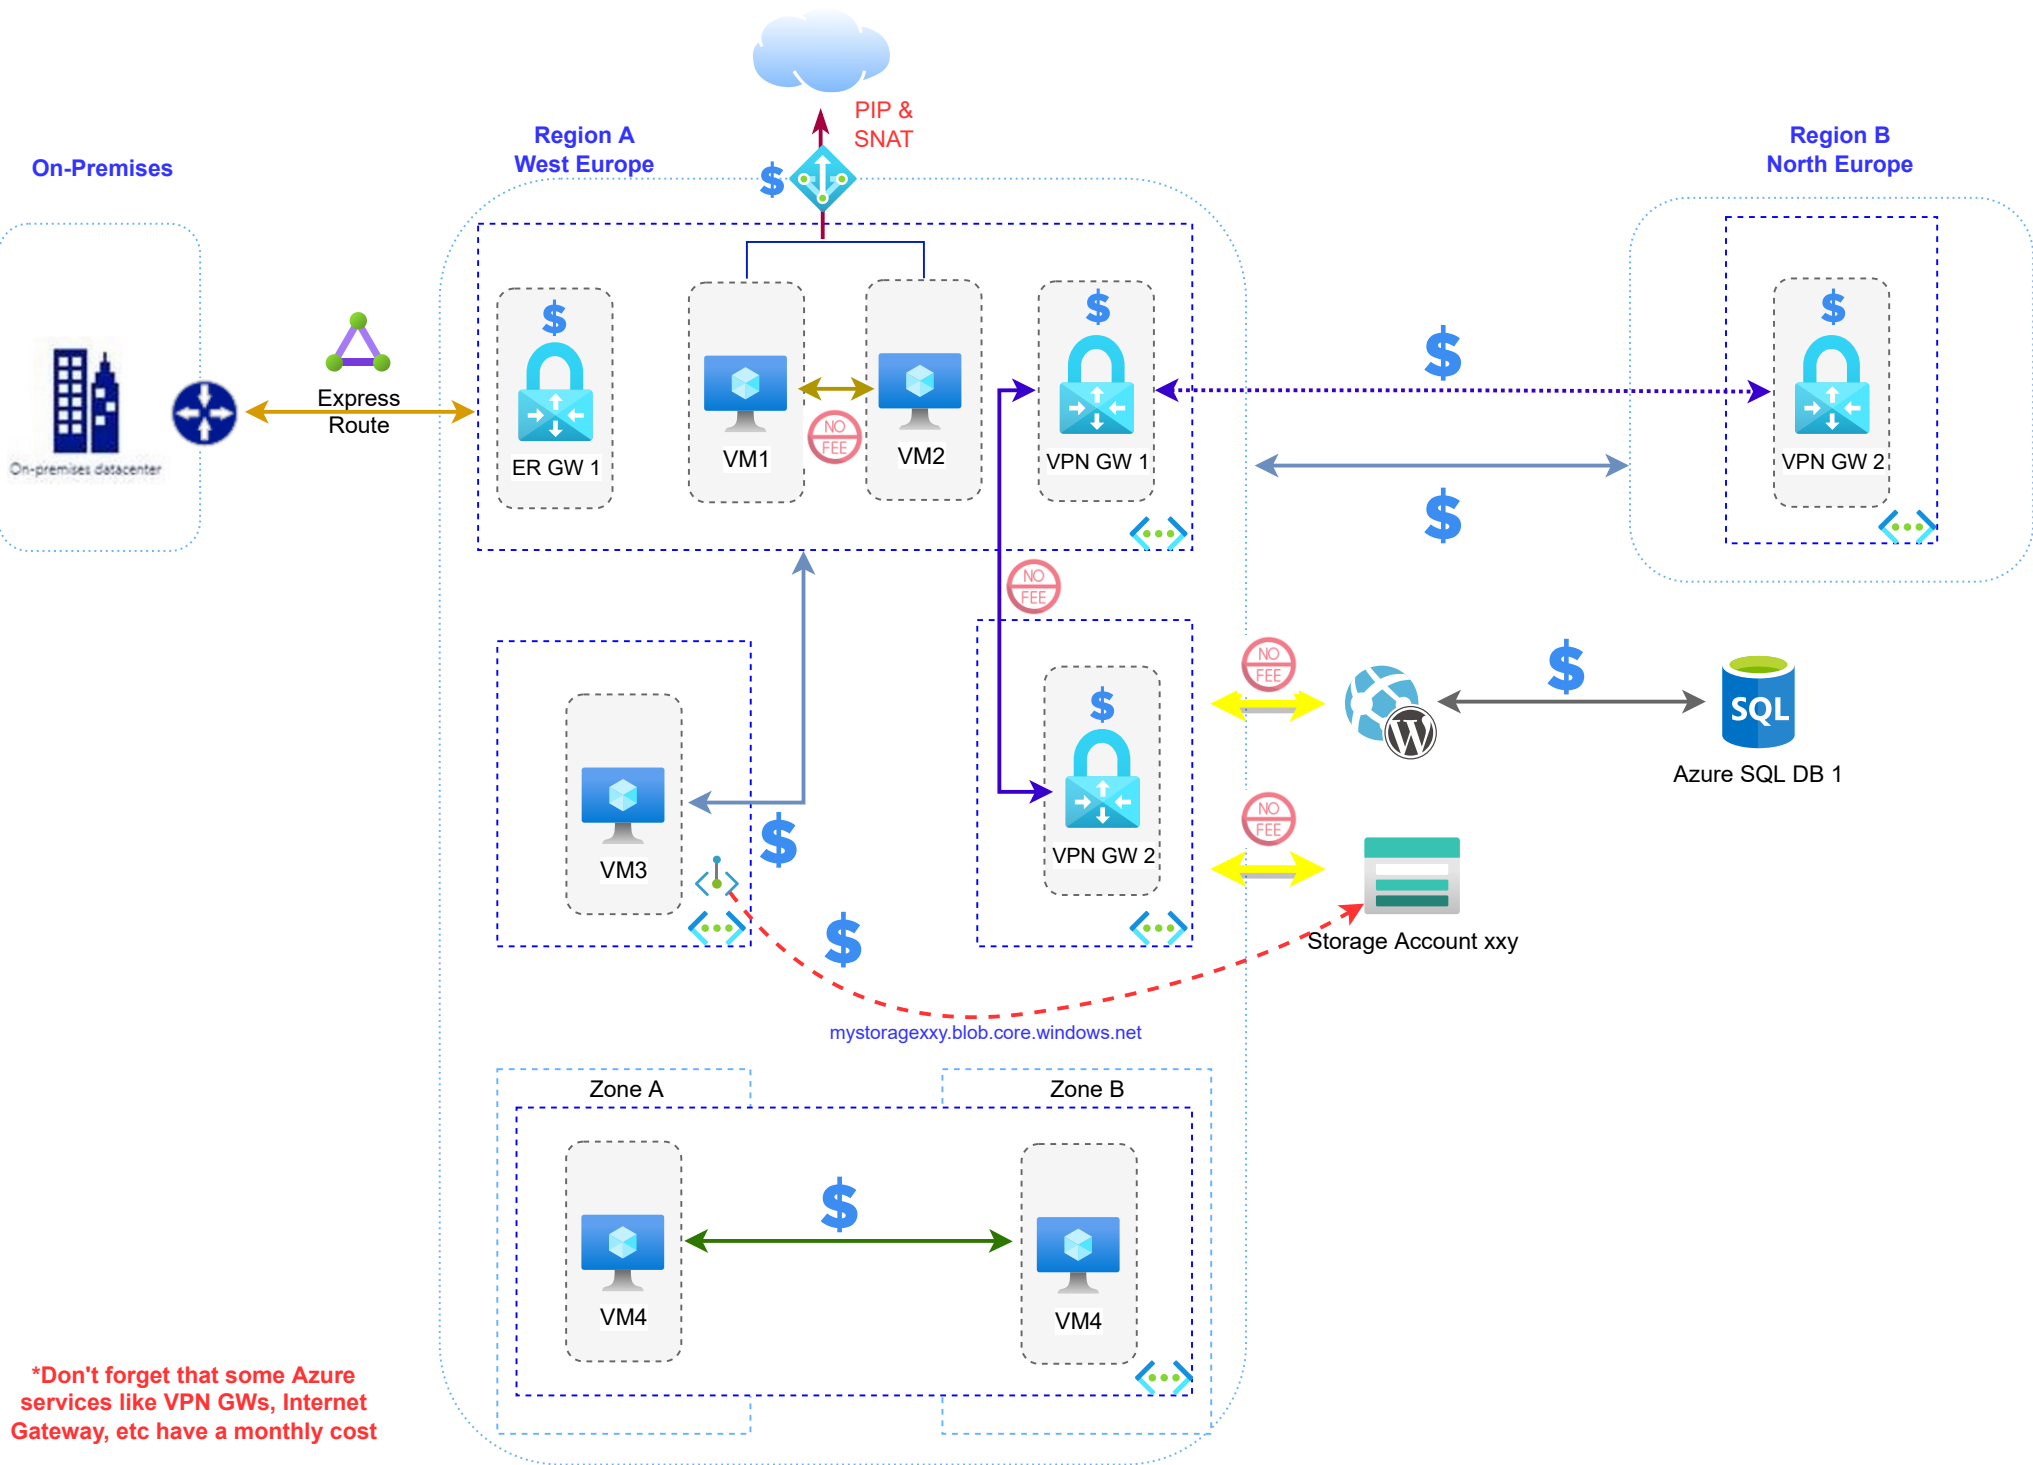 PIP &
SNAT
Region A
West Europe
Region B
North Europe
On-Premises
$
$
$
$
$
Express
Route
On-premises datacenter
ER GW 1
VM1
NO
FEE
VM2
VPN GW 1
VPN GW 2
$
$
NO
FEE
NO
FEE
$
$
SQL
W
Azure SQL DB 1
NO
FEE
$
VM3
VPN GW 2
$
Storage Account xxy
mystoragexxy.blob.core.windows.net
Zone A
Zone B
$
VM4
VM4
*Don't forget that some Azure
services like VPN GWs, Internet
Gateway, etc have a monthly cost